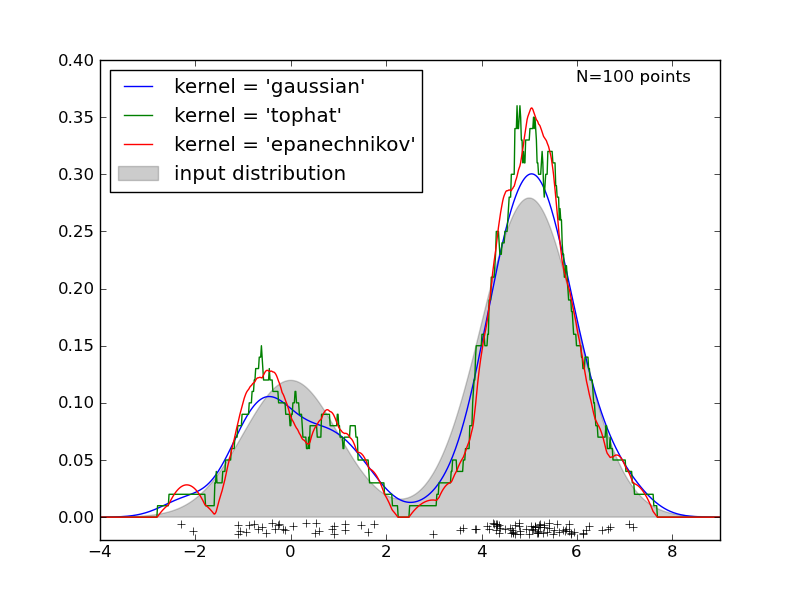 0.40
0.35
0.30
0.25
0.20
0.15
0.10
0.05
0.00
kernel = 'gaussian'
kernel = 'tophat'
kernel = 'epanechnikov'
input distribution
N=100 points
−4 −2 0 2 4 6 8